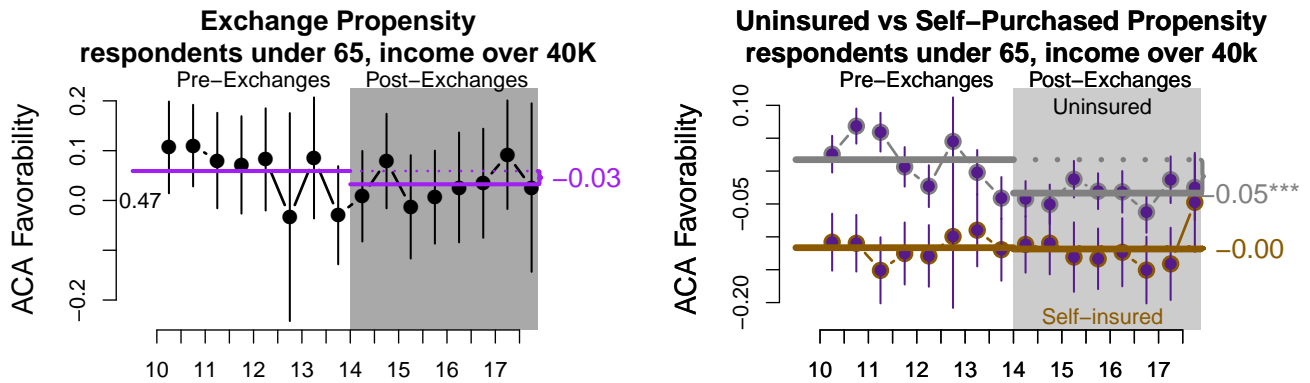 Exchange Propensity
respondents under 65, income over 40K
Pre−Exchanges
Post−Exchanges
ACA Favorability
0.2
0.1
0.0
−0.2
0.47
−0.03
10
11
12
13
14
15
16
17
Uninsured vs Self−Purchased Propensity
respondents under 65, income over 40k
Pre−Exchanges
Post−Exchanges
Uninsured
ACA Favorability
0.10
−0.05
−0.20
−0.05***
−0.00
Self−insured
10
11
12
13
14
15
16
17